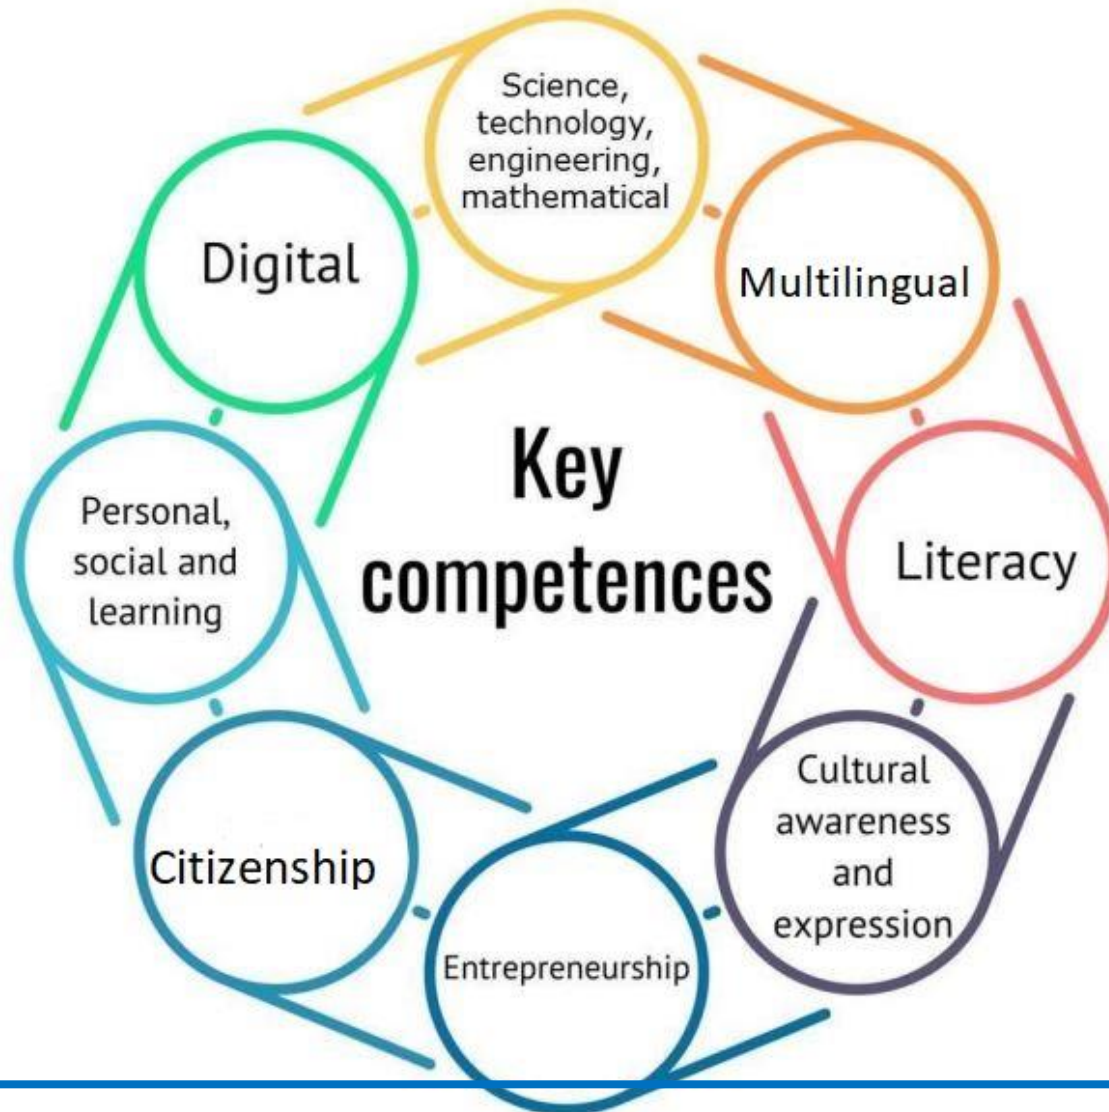 Science,
technology,
engineering,
mathematical
Multilingual
Literacy
Cultural
awareness
and
expression
Entrepreneurship
Citizenship
Personal,
social and
learning
Digital
Key
competences